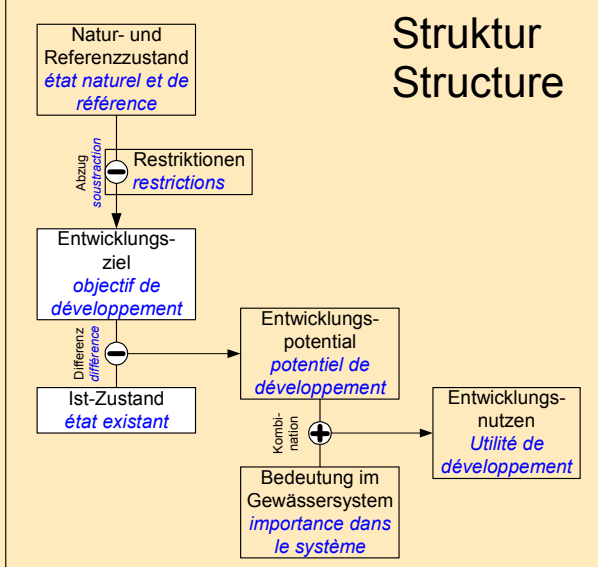 Struktur
Structure
Natur- und
Referenzzustand
état naturel et de
référence
Abzug
soustraction
Restriktionen
restrictions
Entwicklungs-
ziel
objectif de
développement
Differenz
différence
Ist-Zustand
état existant
Entwicklungs-
potential
potentiel de
développement
Kombi-
nation
Bedeutung im
Gewässersystem
importance dans
le système
Entwicklungs-
nutzen
Utilité de
développement